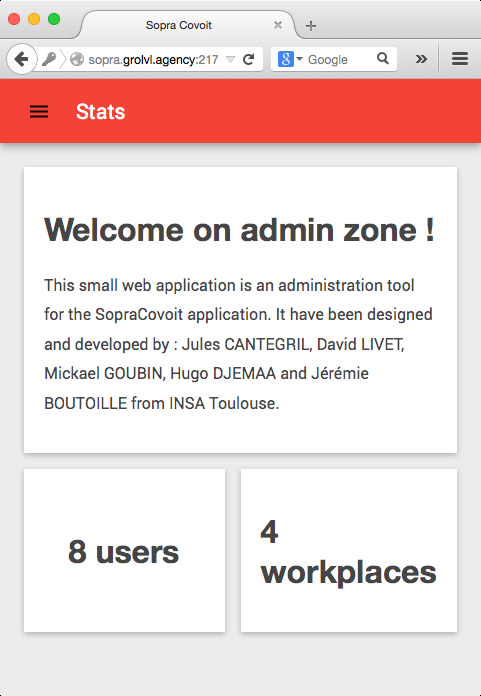 Sopra Covoit
sopra.grolvl.agency:217
Google
Stats
Welcome on admin zone !
This small web application is an administration tool
for the SopraCovoit application. It have been designed
and developed by : Jules CANTEGRIL, David LIVET,
Mickael GOUBIN, Hugo DJEMAA and Jérémie
BOUTOILLE from INSA Toulouse.
8 users
4
workplaces